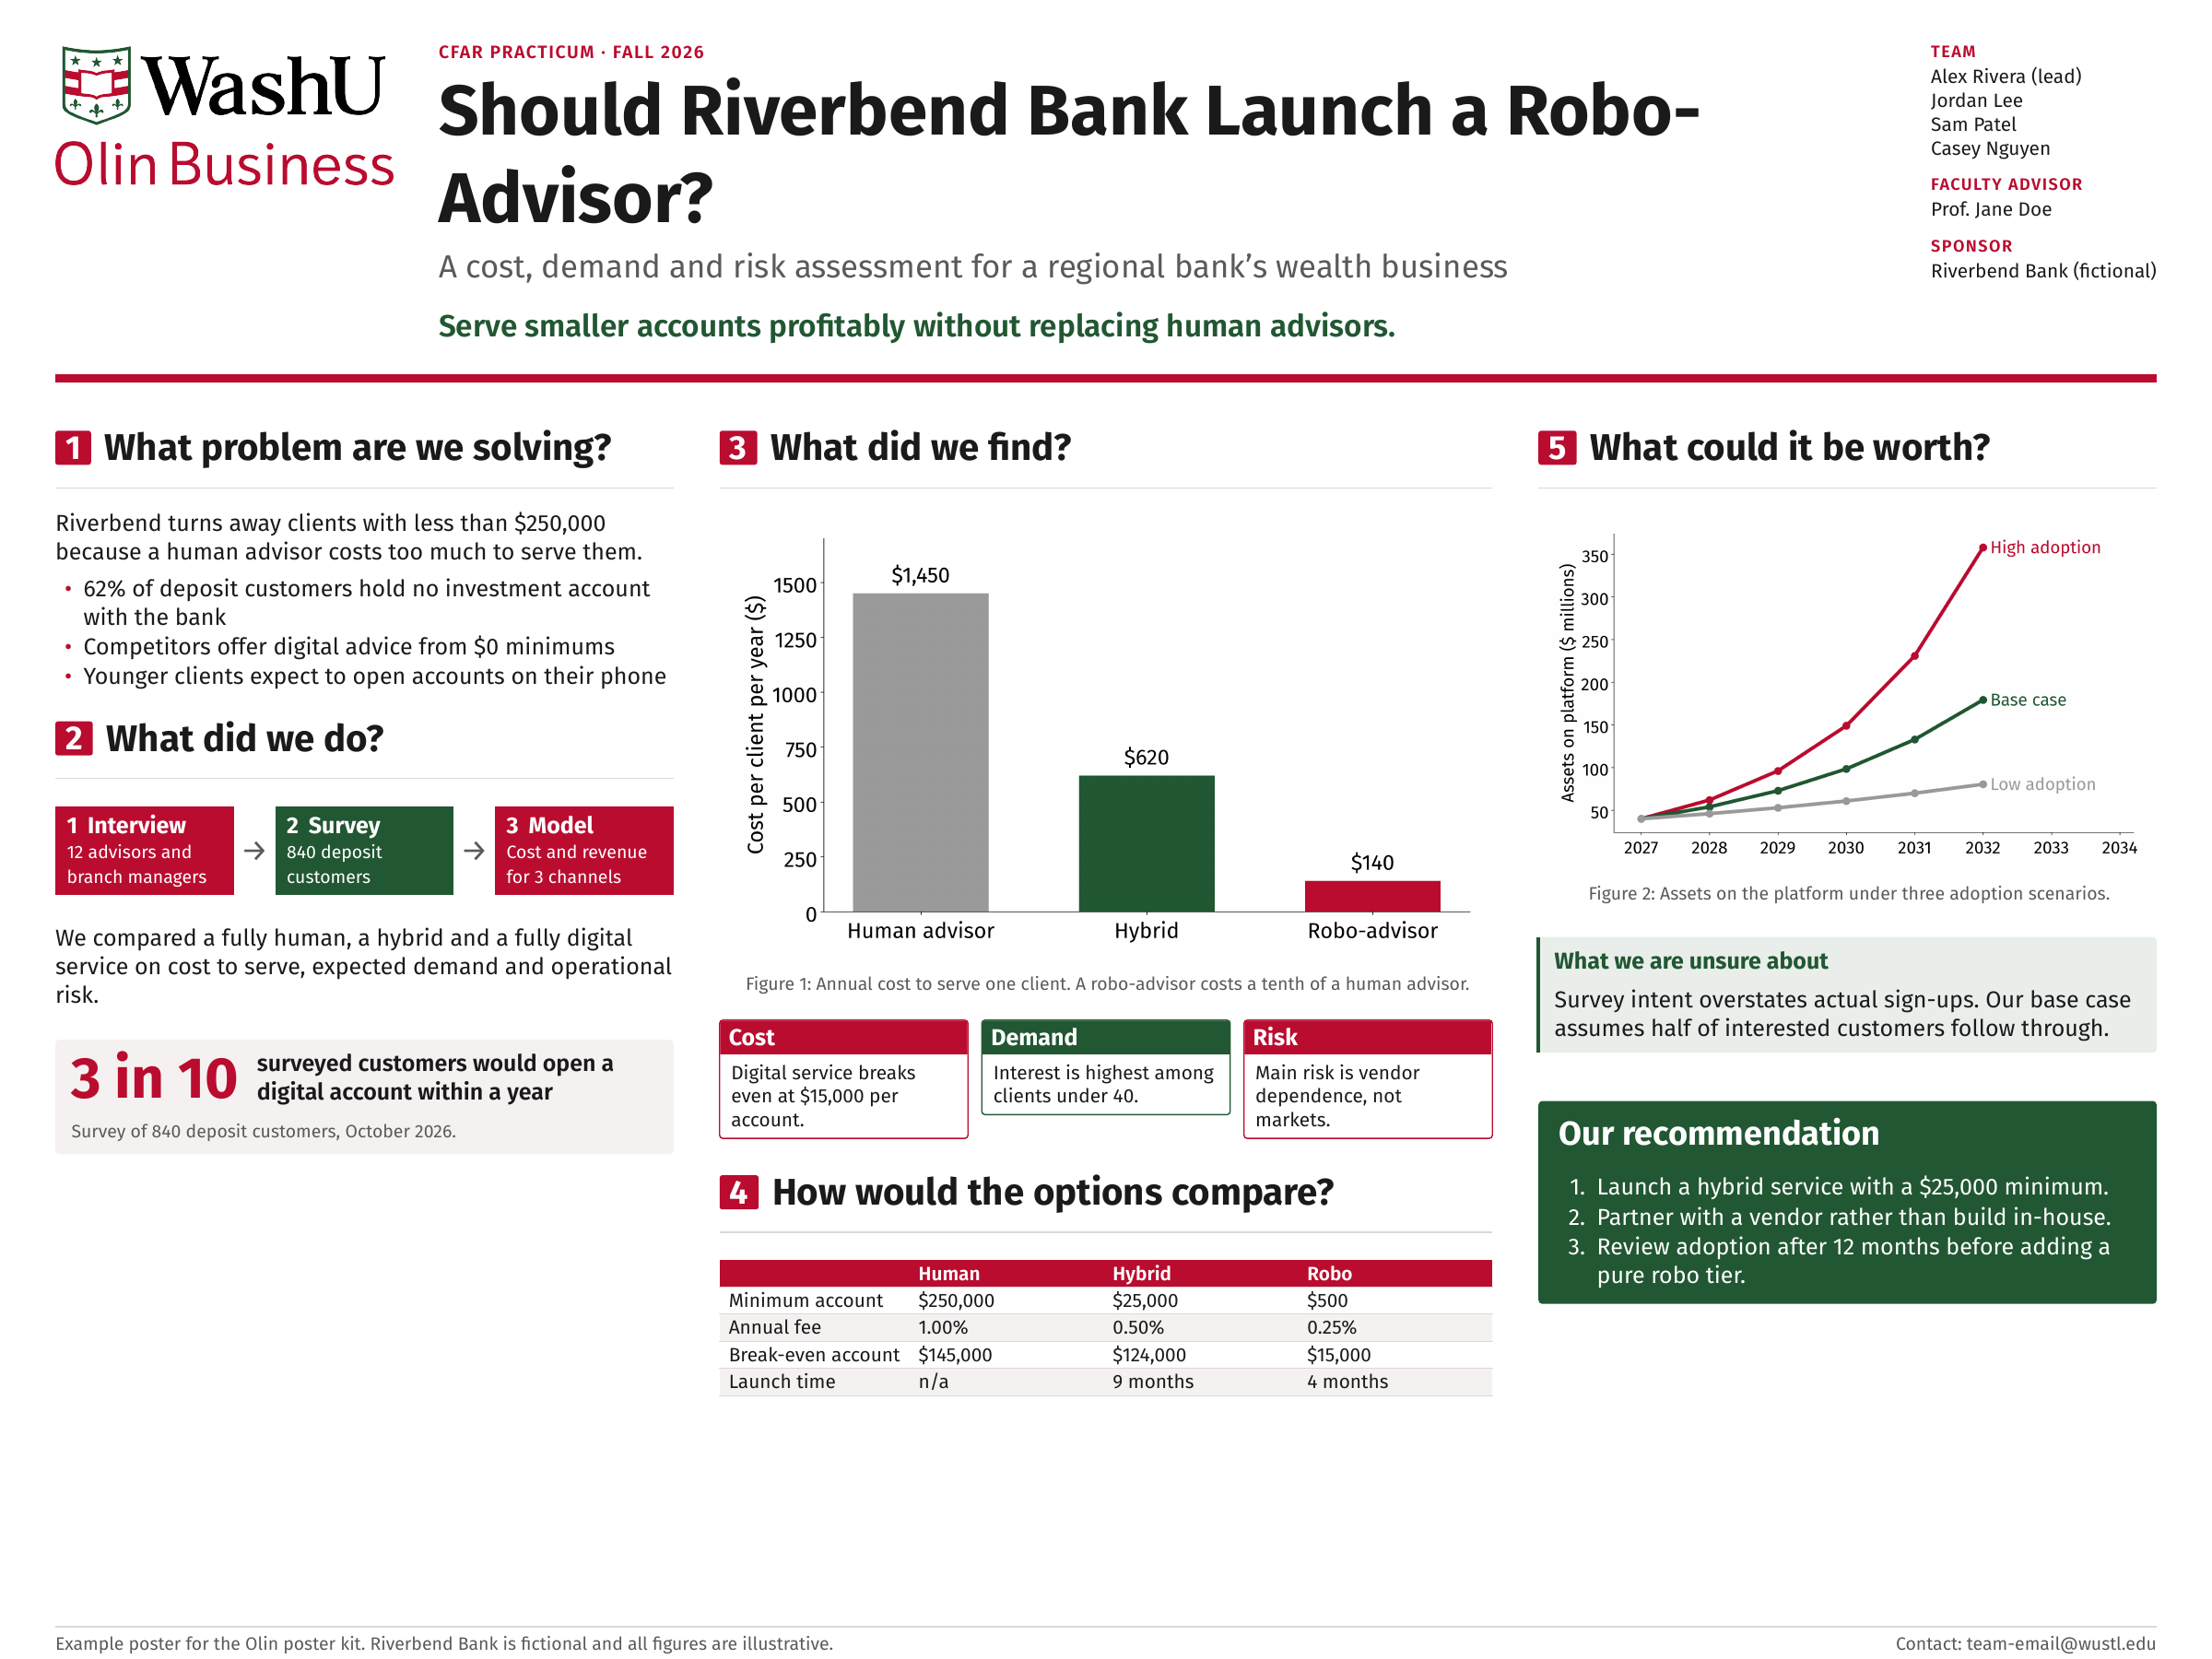 WashU
Olin Business
CFAR PRACTICUM · FALL 2026
Should Riverbend Bank Launch a Robo-
Advisor?
A cost, demand and risk assessment for a regional bank’s wealth business
Serve smaller accounts profitably without replacing human advisors.
TEAM
Alex Rivera (lead)
Jordan Lee
Sam Patel
Casey Nguyen
FACULTY ADVISOR
Prof. Jane Doe
SPONSOR
Riverbend Bank (fictional)
1 What problem are we solving?
Riverbend turns away clients with less than $250,000
because a human advisor costs too much to serve them.
• 62% of deposit customers hold no investment account
with the bank
• Competitors offer digital advice from $0 minimums
• Younger clients expect to open accounts on their phone
2 What did we do?
1 Interview
12 advisors and
branch managers
→
2 Survey
840 deposit
customers
→
3 Model
Cost and revenue
for 3 channels
We compared a fully human, a hybrid and a fully digital
service on cost to serve, expected demand and operational
risk.
3 in 10
surveyed customers would open a
digital account within a year
Survey of 840 deposit customers, October 2026.
3 What did we find?
Cost per client per year ($)
1500
1250
1000
750
500
250
0
$1,450
$620
$140
Human advisor
Hybrid
Robo-advisor
Figure 1: Annual cost to serve one client. A robo-advisor costs a tenth of a human advisor.
Cost
Digital service breaks
even at $15,000 per
account.
Demand
Interest is highest among
clients under 40.
Risk
Main risk is vendor
dependence, not
markets.
4 How would the options compare?
Human Hybrid Robo
Minimum account $250,000 $25,000 $500
Annual fee 1.00% 0.50% 0.25%
Break-even account $145,000 $124,000 $15,000
Launch time n/a 9 months 4 months
5 What could it be worth?
Assets on platform ($ millions)
350
300
250
200
150
100
50
High adoption
Base case
Low adoption
2027 2028 2029 2030 2031 2032 2033 2034
Figure 2: Assets on the platform under three adoption scenarios.
What we are unsure about
Survey intent overstates actual sign-ups. Our base case
assumes half of interested customers follow through.
Our recommendation
1. Launch a hybrid service with a $25,000 minimum.
2. Partner with a vendor rather than build in-house.
3. Review adoption after 12 months before adding a
pure robo tier.
Example poster for the Olin poster kit. Riverbend Bank is fictional and all figures are illustrative.
Contact: team-email@wustl.edu